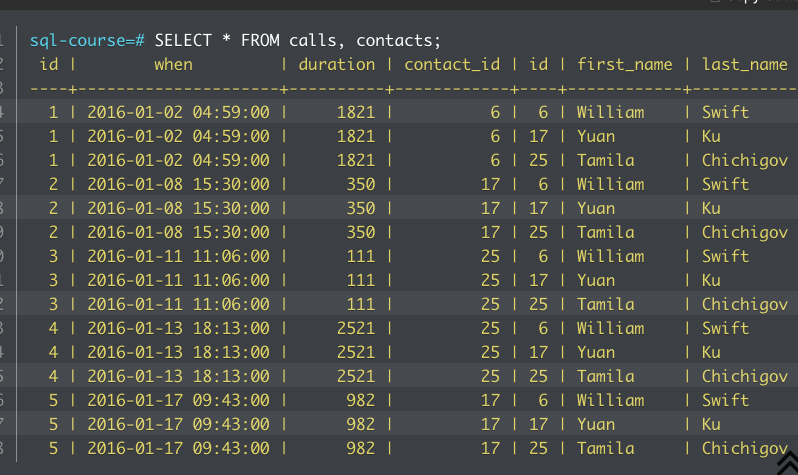 sql-course=# SELECT * FROM calls, contacts;
 id |        when         | duration | contact_id | id | first_name | last_name
----+---------------------+----------+------------+----+------------+-----------
  1 | 2016-01-02 04:59:00 |     1821 |          6 |  6 | William    | Swift
  1 | 2016-01-02 04:59:00 |     1821 |          6 | 17 | Yuan       | Ku
  1 | 2016-01-02 04:59:00 |     1821 |          6 | 25 | Tamila     | Chichigov
  2 | 2016-01-08 15:30:00 |      350 |         17 |  6 | William    | Swift
  2 | 2016-01-08 15:30:00 |      350 |         17 | 17 | Yuan       | Ku
  2 | 2016-01-08 15:30:00 |      350 |         17 | 25 | Tamila     | Chichigov
  3 | 2016-01-11 11:06:00 |      111 |         25 |  6 | William    | Swift
  3 | 2016-01-11 11:06:00 |      111 |         25 | 17 | Yuan       | Ku
  3 | 2016-01-11 11:06:00 |      111 |         25 | 25 | Tamila     | Chichigov
  4 | 2016-01-13 18:13:00 |     2521 |         25 |  6 | William    | Swift
  4 | 2016-01-13 18:13:00 |     2521 |         25 | 17 | Yuan       | Ku
  4 | 2016-01-13 18:13:00 |     2521 |         25 | 25 | Tamila     | Chichigov
  5 | 2016-01-17 09:43:00 |      982 |         17 |  6 | William    | Swift
  5 | 2016-01-17 09:43:00 |      982 |         17 | 17 | Yuan       | Ku
  5 | 2016-01-17 09:43:00 |      982 |         17 | 25 | Tamila     | Chichigov